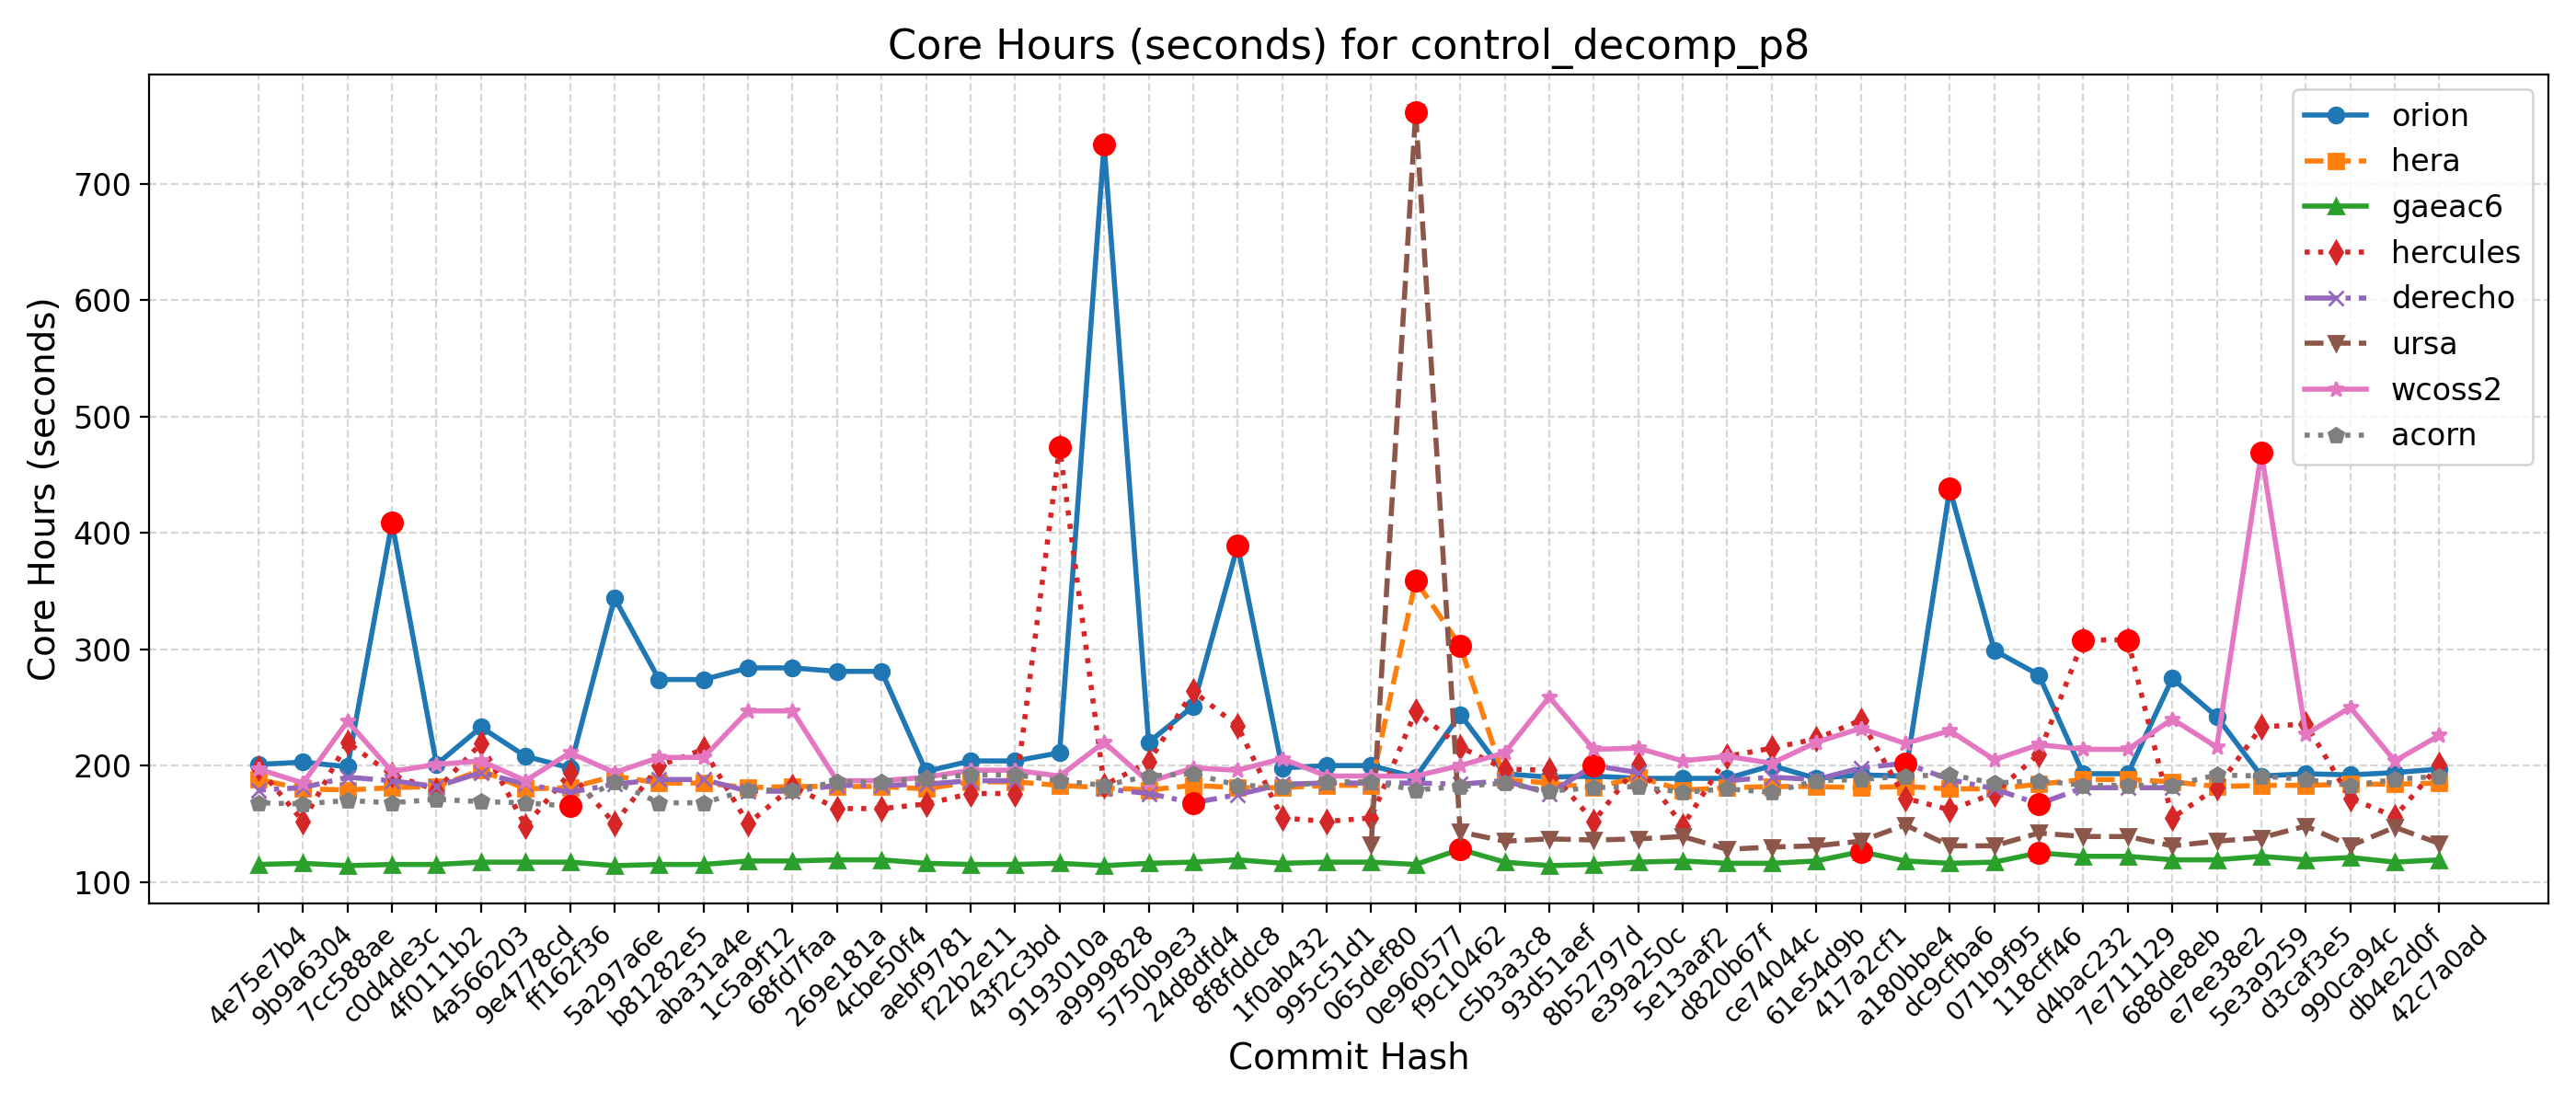 Core Hours (seconds) for control_decomp_p8
Core Hours (seconds)
700
600
500
400
300
200
100
orion
hera
gaeac6
hercules
derecho
ursa
wcoss2
acorn
4e75e7b4
9b9a6304
7cc588ae
c0d4de3c
4f0111b2
4a566203
9e4778cd
ff162f36
5a297a6e
b81282e5
aba31a4e
1c5a9f12
68fd7faa
269e181a
4cbe50f4
aebf9781
f22b2e11
43f2c3bd
9193010a
a9999828
5750b9e3
24d8dfd4
8f8fddc8
1f0ab432
995c51d1
065def80
0e960577
f9c10462
c5b3a3c8
93d51aef
8b52797d
e39a250c
5e13aaf2
d820b67f
ce74044c
61e54d9b
417a2cf1
a180bbe4
dc9cfba6
071b9f95
118cff46
d4bac232
7e711129
688de8eb
e7ee38e2
5e3a9259
d3caf3e5
990ca94c
db4e2d0f
42c7a0ad
Commit Hash